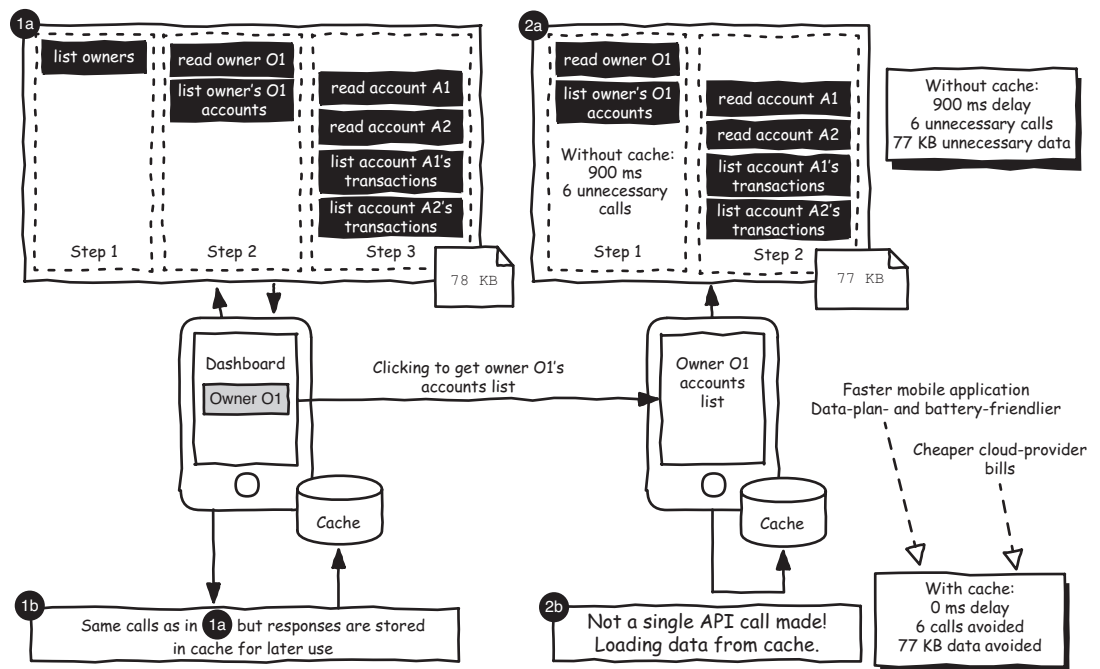 1a
list owners
Step 1
read owner O1
list owner's O1
accounts
Step 2
read account A1
read account A2
list account A1's
transactions
list account A2's
transactions
Step 3
78 KB
2a
read owner O1
list owner's O1
accounts
Without cache:
900 ms
6 unnecessary
calls
Step 1
read account A1
read account A2
list account A1's
transactions
list account A2's
transactions
Step 2
77 KB
Without cache:
900 ms delay
6 unnecessary calls
77 KB unnecessary data
Dashboard
Owner O1
Clicking to get owner O1's
accounts list
Owner O1
accounts
list
Cache
Cache
Faster mobile application
Data-plan- and battery-friendlier
Cheaper cloud-provider
bills
1b
Same calls as in 1a but responses are stored
in cache for later use
2b
Not a single API call made!
Loading data from cache.
With cache:
0 ms delay
6 calls avoided
77 KB data avoided